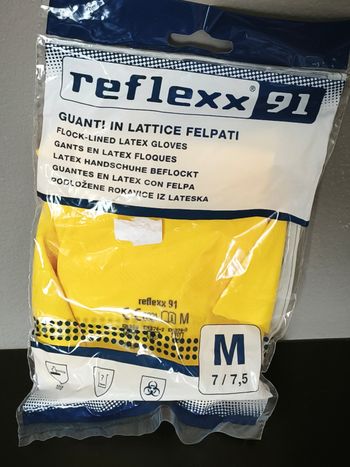 reflexx® 91
GUANTI IN LATTICE FELPATI
FLOCK-LINED LATEX GLOVES
GANTS EN LATEX FLOQUES
LATEX HANDSCHUHE BEFLOCKT
GUANTES EN LATEX CON FELPA
PODLOŽENE ROKAVICE IZ LATESKA
reflexx 91
M
M
7 / 7,5